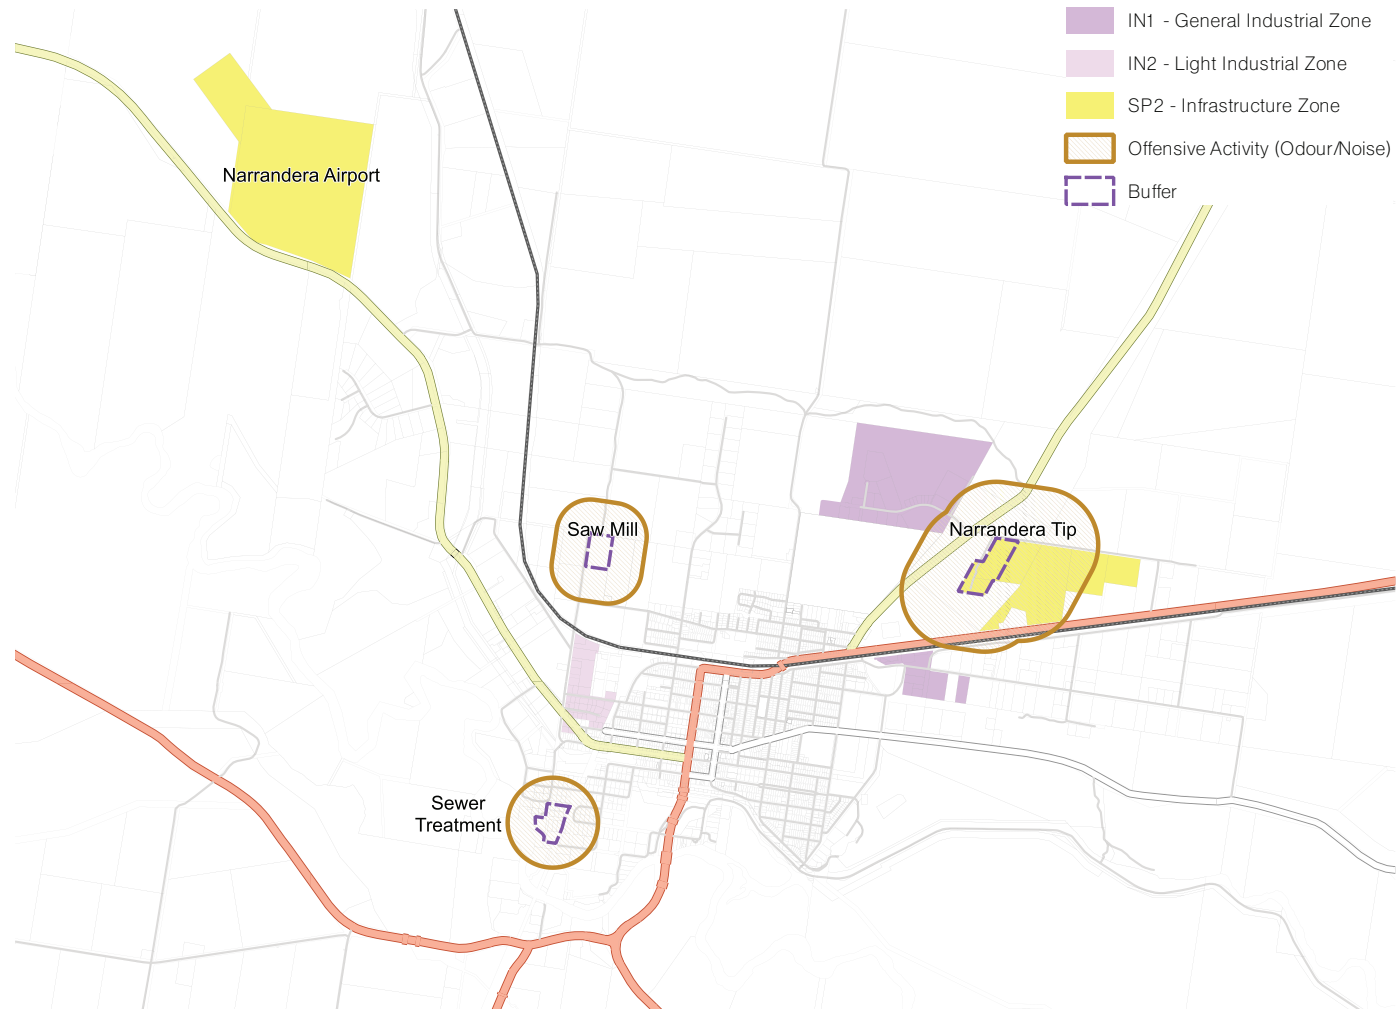 IN1 - General Industrial Zone
IN2 - Light Industrial Zone
SP2 - Infrastructure Zone
Offensive Activity (Odour/Noise)
Buffer
Narrandera Airport
Saw Mill
Narrandera Tip
Sewer
Treatment